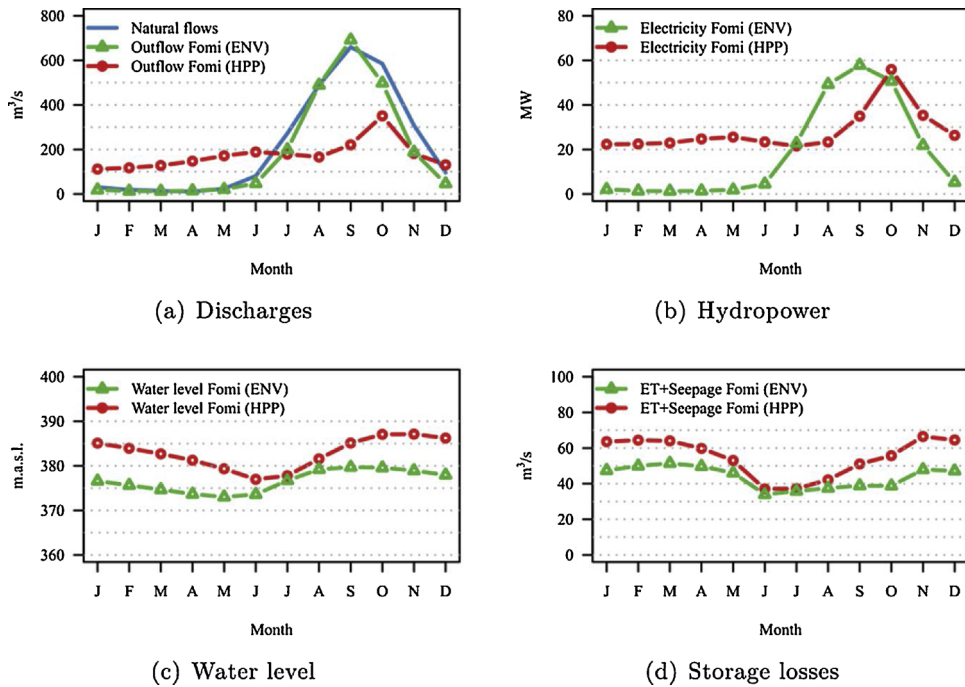 800
600
400
200
0
m³/s
Natural flows
Outflow Fomi (ENV)
Outflow Fomi (HPP)
J F M A M J J A S O N D
Month
(a) Discharges
80
60
40
20
0
MW
Electricity Fomi (ENV)
Electricity Fomi (HPP)
J F M A M J J A S O N D
Month
(b) Hydropower
400
390
380
370
360
m.a.s.l.
Water level Fomi (ENV)
Water level Fomi (HPP)
J F M A M J J A S O N D
Month
(c) Water level
100
80
60
40
20
0
m³/s
ET+Seepage Fomi (ENV)
ET+Seepage Fomi (HPP)
J F M A M J J A S O N D
Month
(d) Storage losses